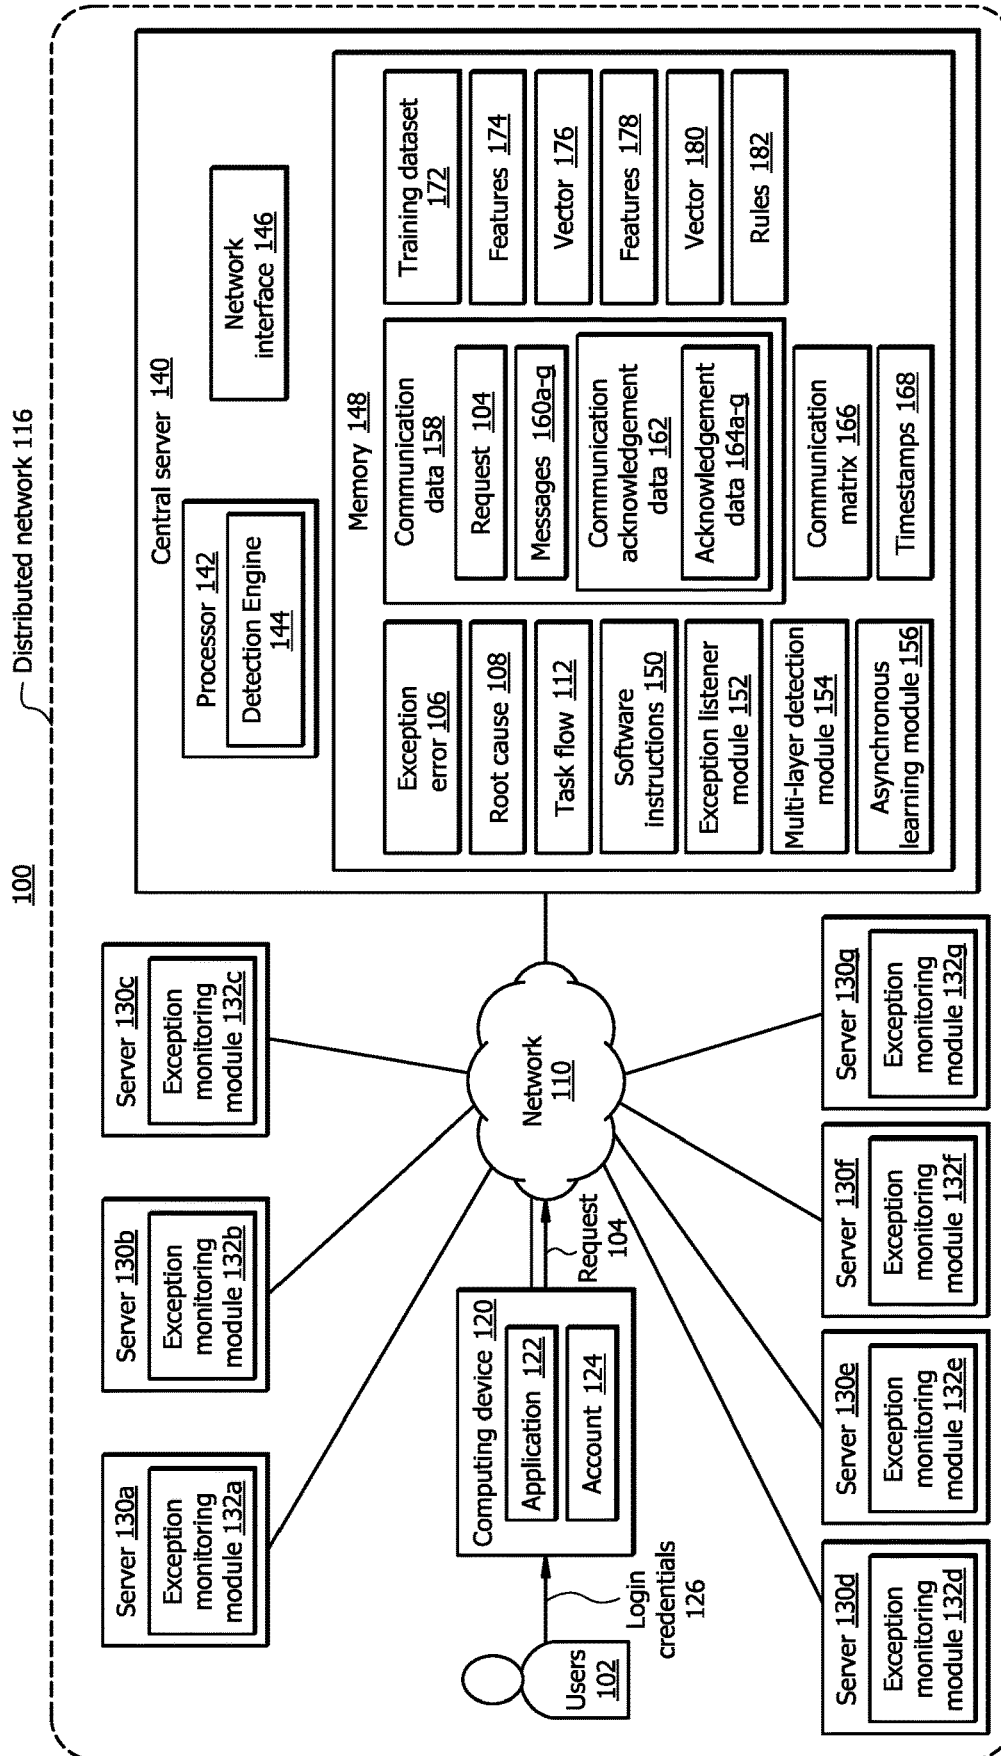 100
Distributed network 116
Server 130a
Exception
monitoring
module 132a
Server 130b
Exception
monitoring
module 132b
Server 130c
Exception
monitoring
module 132c
Users
102
Login
credentials
126
Computing device 120
Application 122
Account 124
Request
104
Network
110
Server 130d
Exception
monitoring
module 132d
Server 130e
Exception
monitoring
module 132e
Server 130f
Exception
monitoring
module 132f
Server 130g
Exception
monitoring
module 132g
Central server 140
Processor 142
Detection Engine
144
Network
interface 146
Memory 148
Exception
error 106
Root cause 108
Task flow 112
Software
instructions 150
Exception listener
module 152
Multi-layer detection
module 154
Asynchronous
learning module 156
Communication
data 158
Request 104
Messages 160a-g
Communication
acknowledgement
data 162
Acknowledgement
data 164a-g
Communication
matrix 166
Timestamps 168
Training dataset
172
Features 174
Vector 176
Features 178
Vector 180
Rules 182